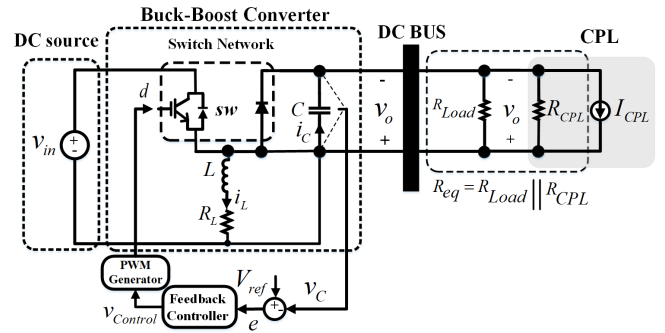 Buck-Boost Converter
DC source
Switch Network
DC BUS
CPL
d
sw
-
v_o
+
C
i_C
v_in
+
-
L
i_L
R_L
R_Load
-
v_o
+
R_CPL
I_CPL
R_eq = R_Load || R_CPL
PWM
Generator
v_Control
Feedback
Controller
V_ref
e
+
-
v_C